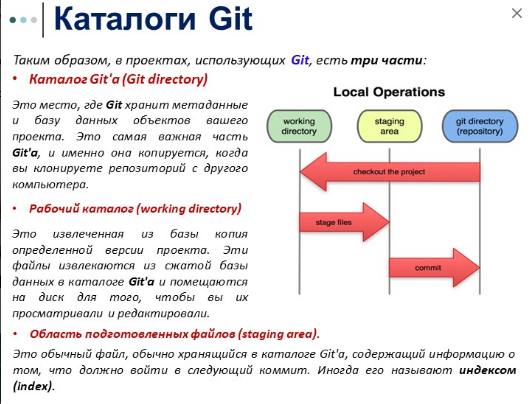 Каталоги Git
Таким образом, в проектах, использующих Git, есть три части:
• Каталог Git'а (Git directory)
Это место, где Git хранит метаданные
и базу данных объектов вашего
проекта. Это самая важная часть
Git'а, и именно она копируется, когда
вы клонируете репозиторий с другого
компьютера.
• Рабочий каталог (working directory)
Это извлеченная из базы копия
определенной версии проекта. Эти
файлы извлекаются из сжатой базы
данных в каталоге Git'а и помещаются
на диск для того, чтобы вы их
просматривали и редактировали.
Local Operations
working
directory
staging
area
git directory
(repository)
checkout the project
stage files
commit
• Область подготовленных файлов (staging area).
Это обычный файл, обычно хранящийся в каталоге Git'а, содержащий информацию о
том, что должно войти в следующий коммит. Иногда его называют индексом
(index).